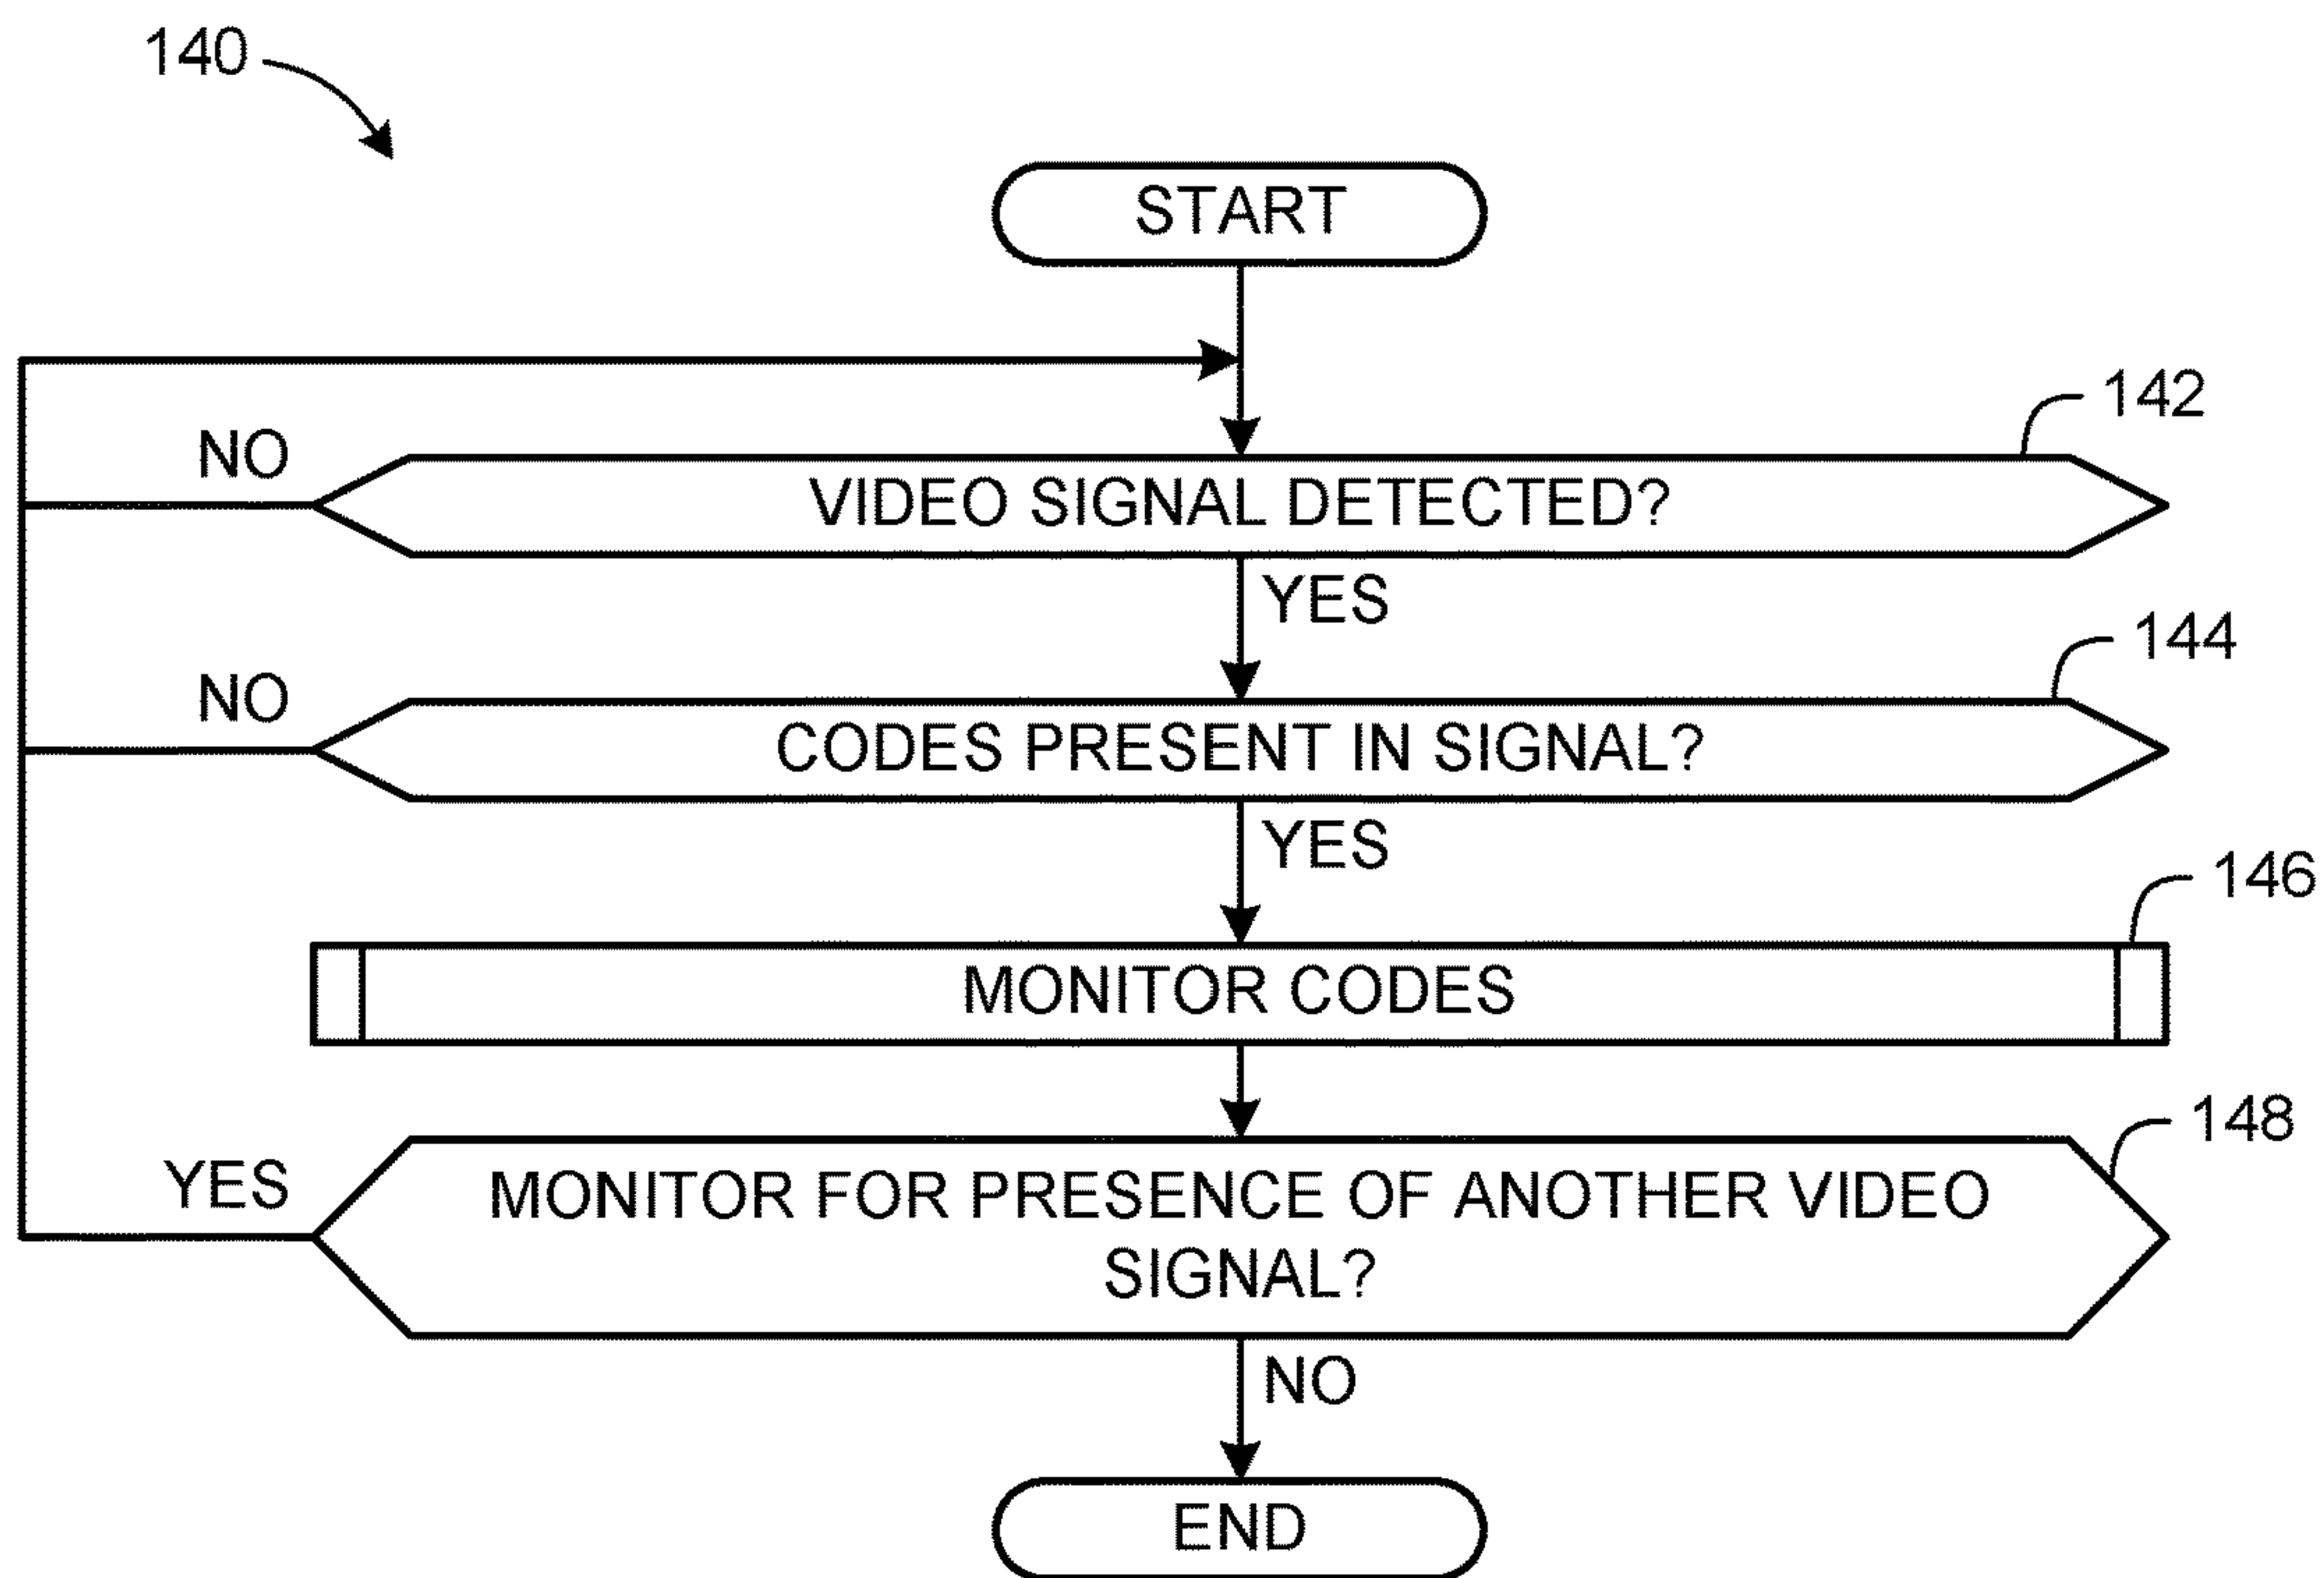 140
START
142
NO
VIDEO SIGNAL DETECTED?
YES
144
NO
CODES PRESENT IN SIGNAL?
YES
146
MONITOR CODES
148
YES
MONITOR FOR PRESENCE OF ANOTHER VIDEO
SIGNAL?
NO
END